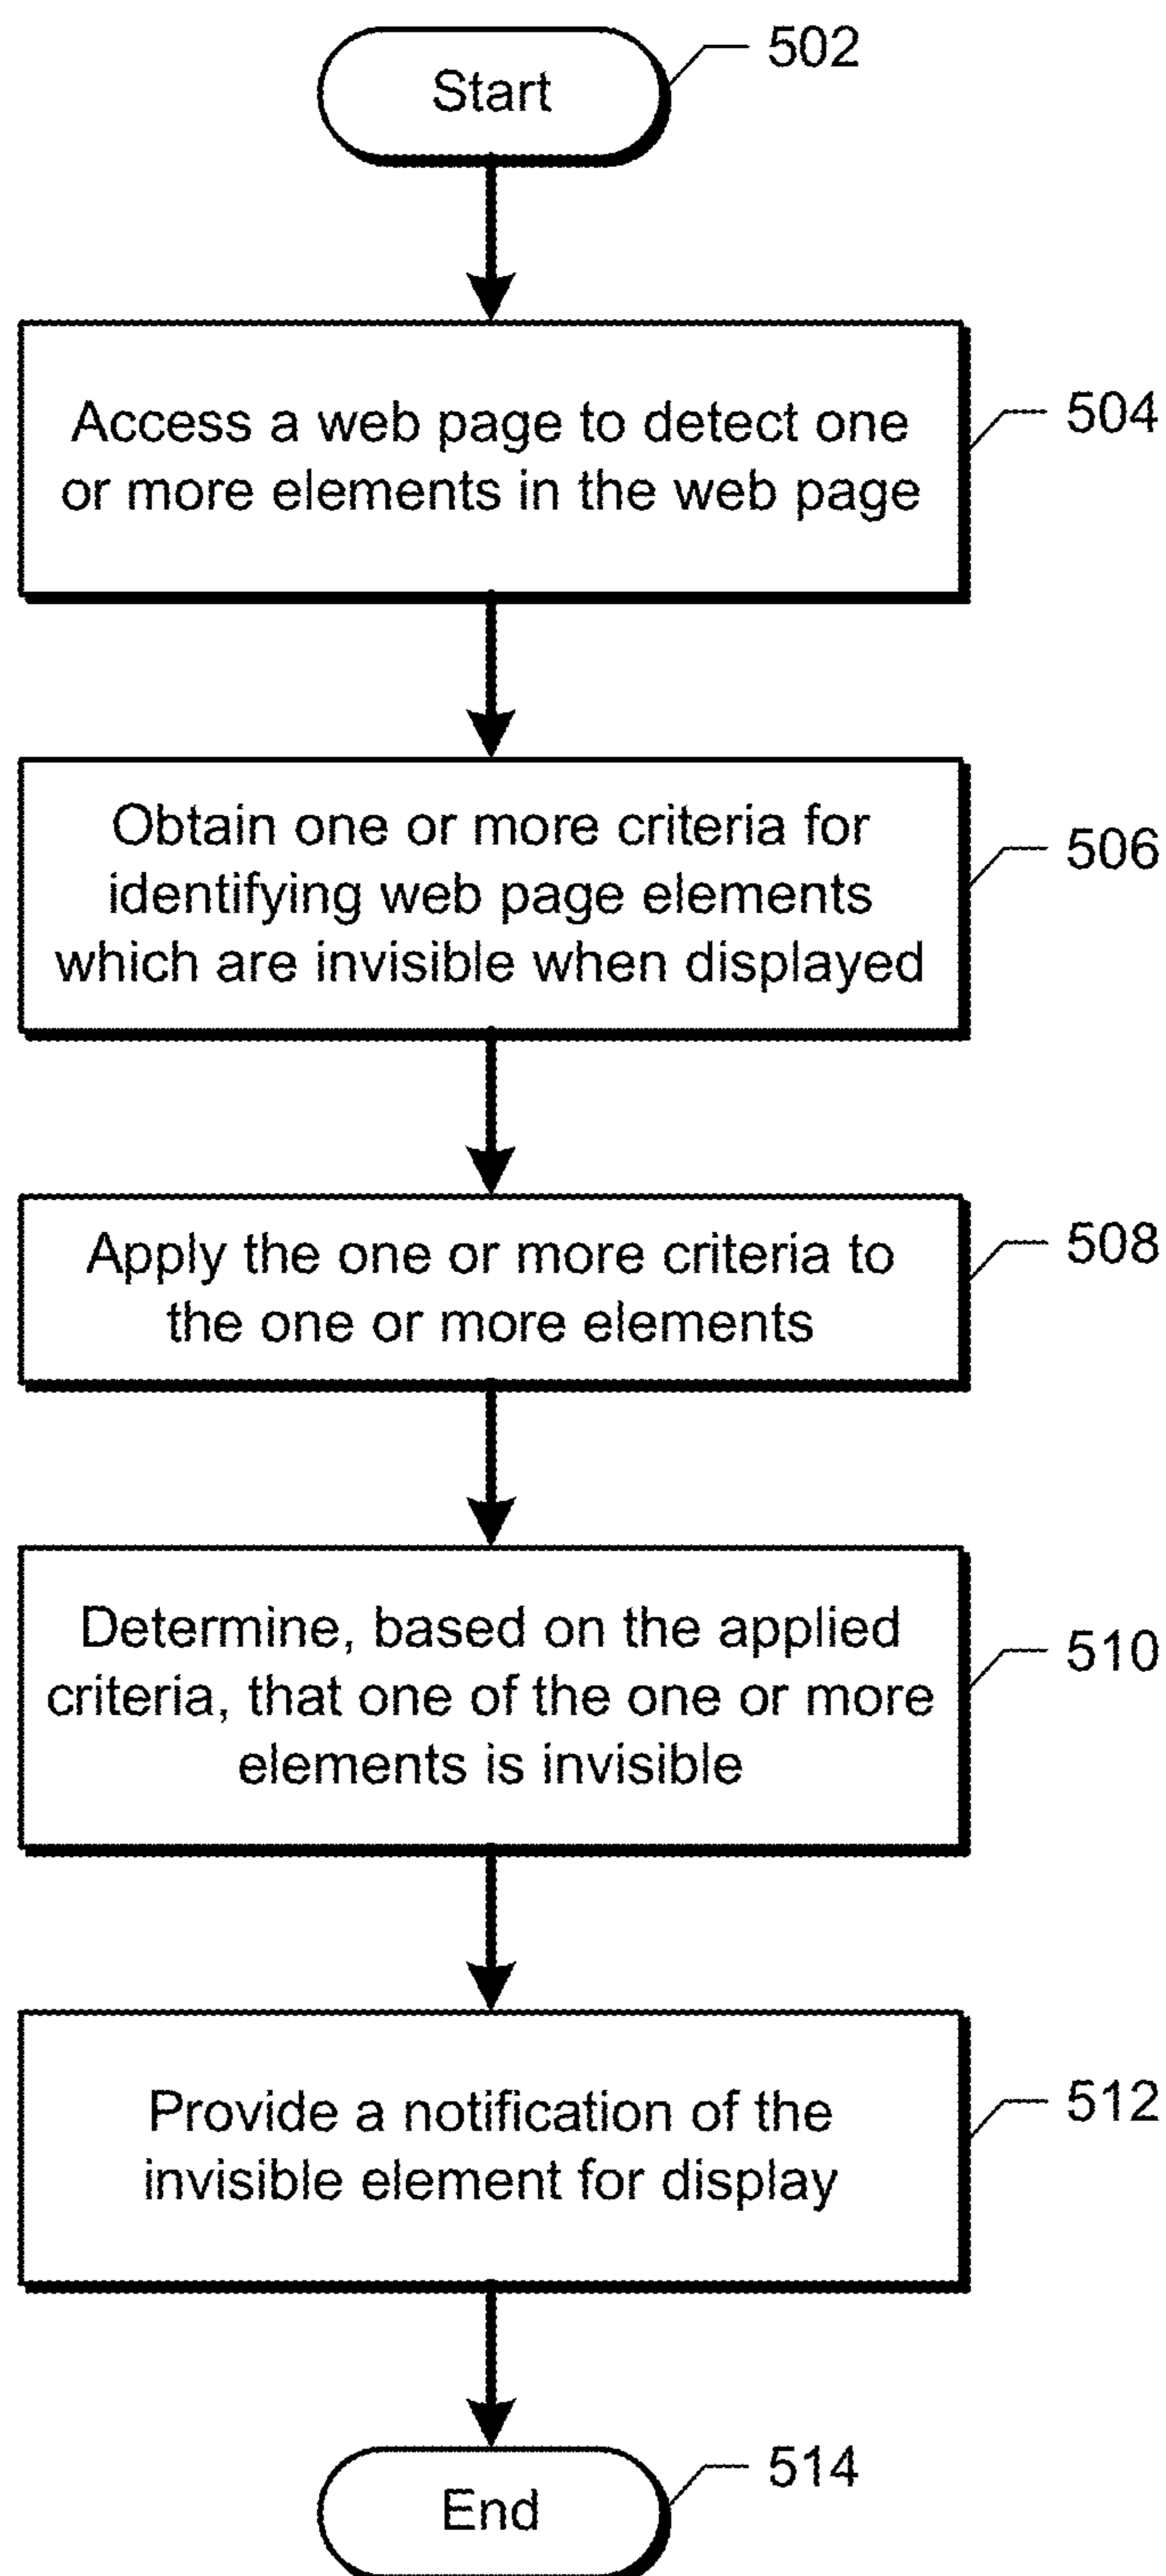 Start
502
Access a web page to detect one
or more elements in the web page
504
Obtain one or more criteria for
identifying web page elements
which are invisible when displayed
506
Apply the one or more criteria to
the one or more elements
508
Determine, based on the applied
criteria, that one of the one or more
elements is invisible
510
Provide a notification of the
invisible element for display
512
End
514